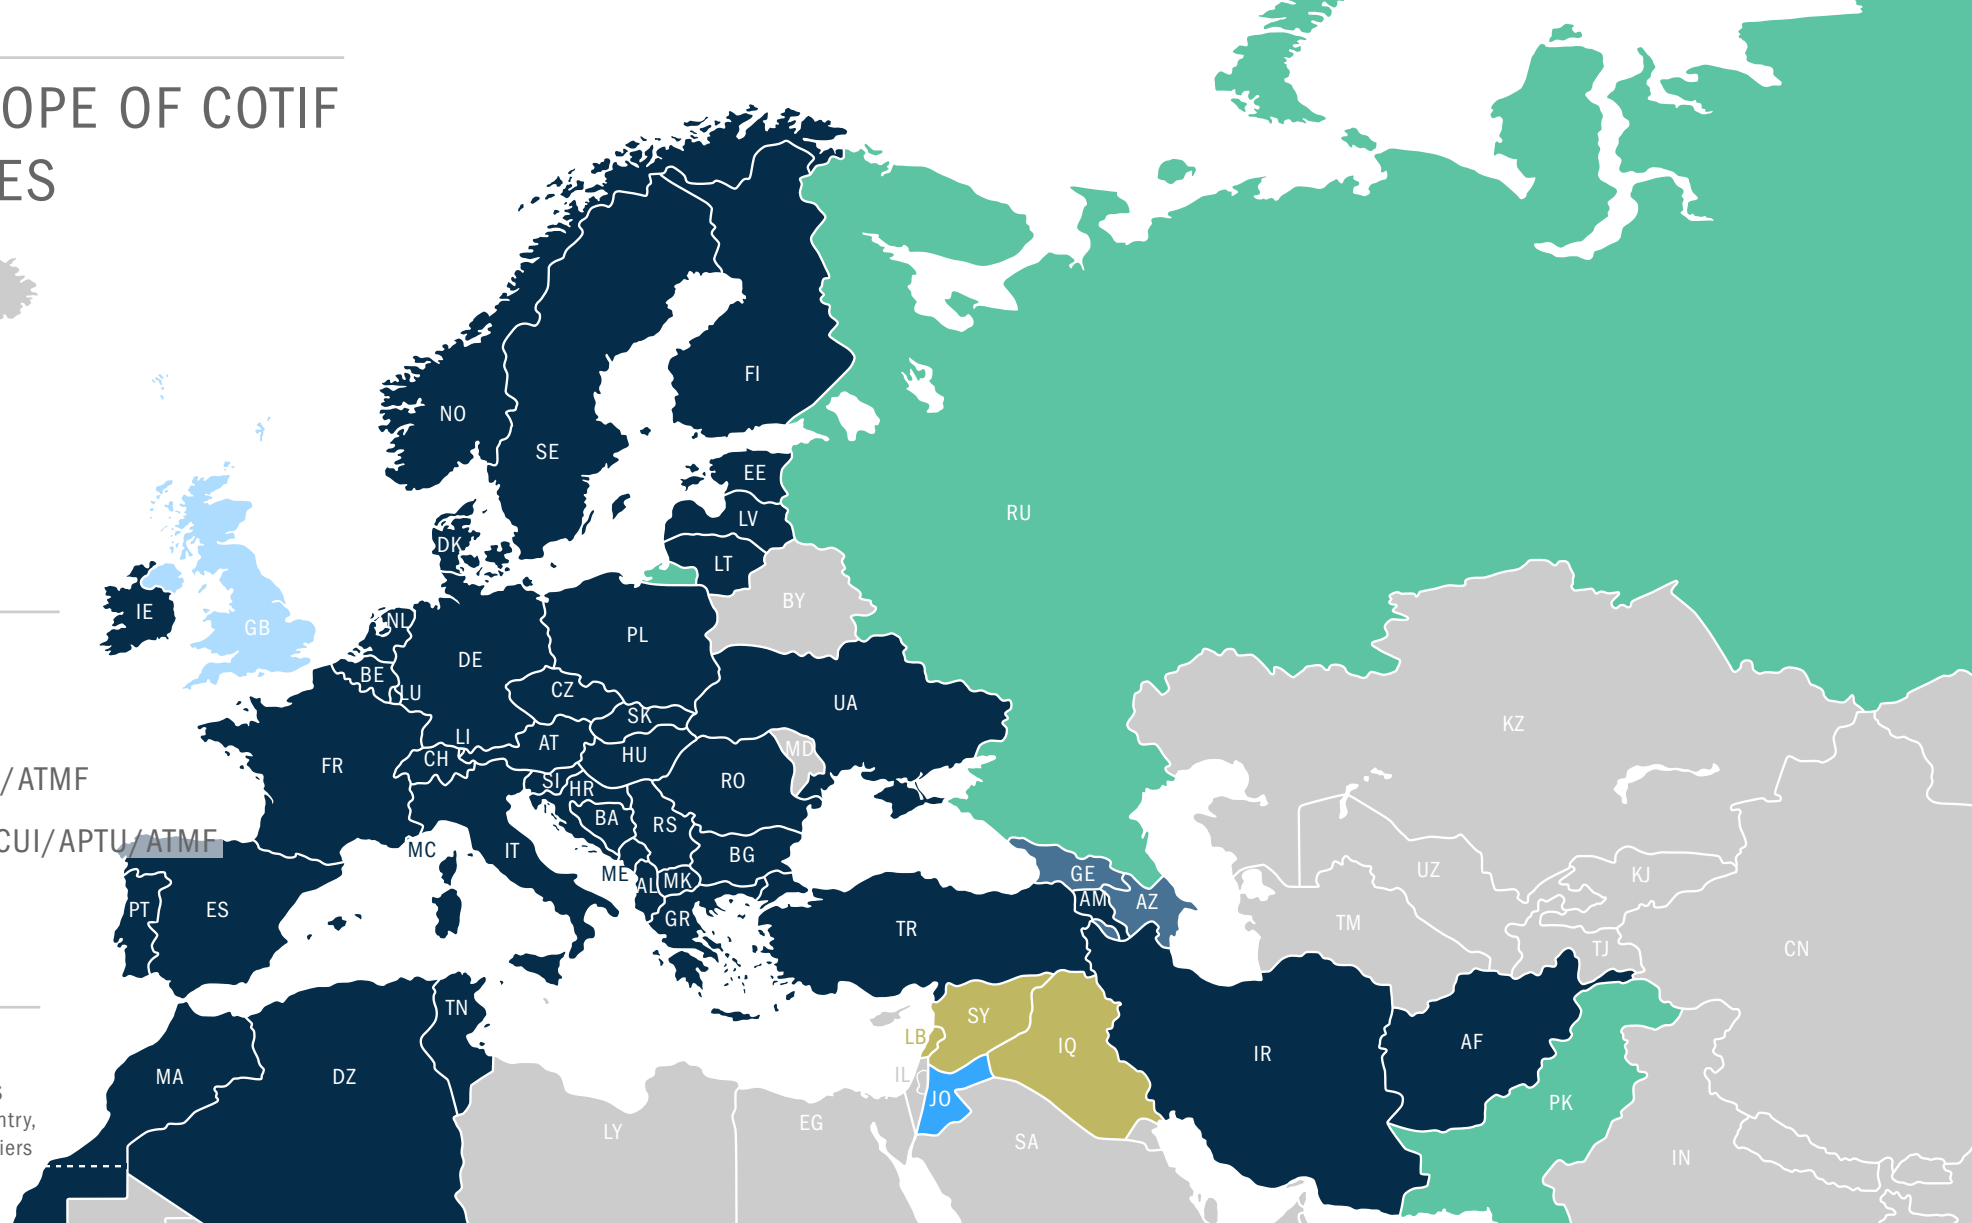 OPE OF COTIF
ES
/ATMF
CUI/APTU/ATMF
ntry,
iers
NO
SE
FI
EE
LV
LT
DK
RU
IE
GB
NL
BE
LU
DE
PL
BY
CZ
SK
UA
KZ
LI
CH
AT
HU
MD
FR
SI
HR
RO
BA
RS
MC
IT
BG
ME
AL
MK
GR
PT
ES
TR
GE
AM
AZ
UZ
KJ
TM
TJ
CN
TN
MA
DZ
LB
SY
IQ
IL
JO
IR
AF
PK
LY
EG
SA
IN